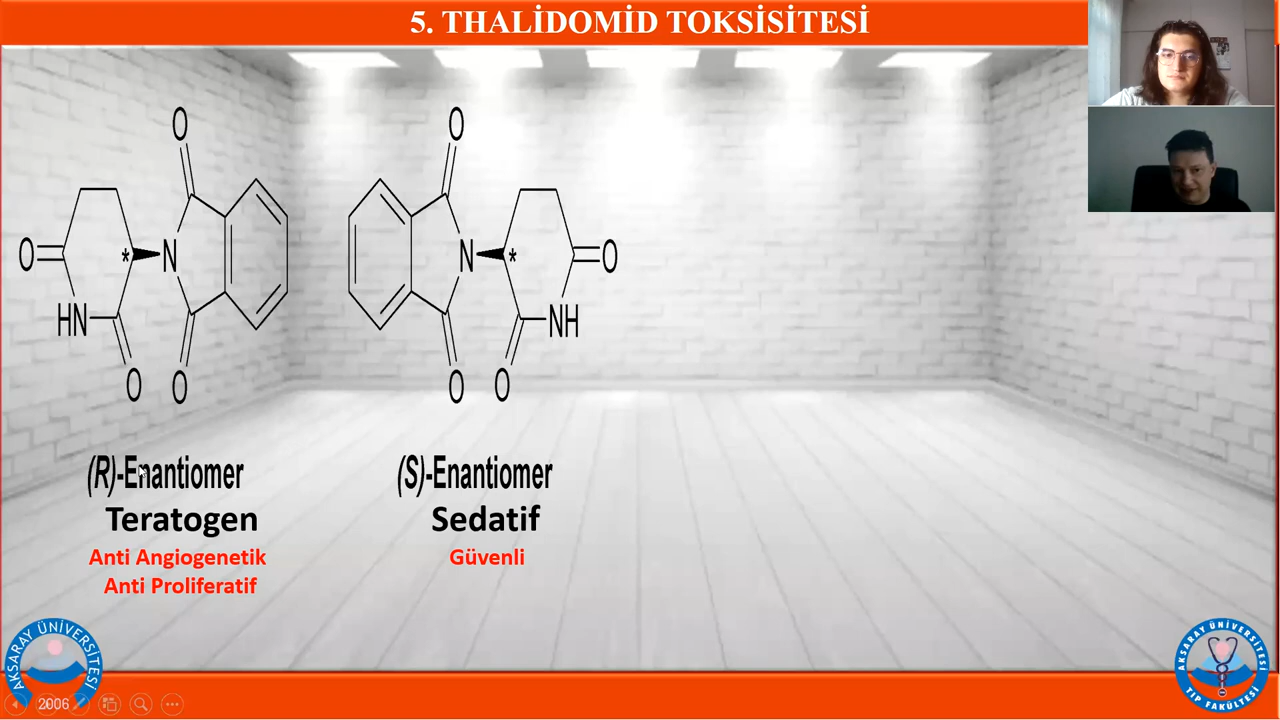 5. THALİDOMİD TOKSİSİTESİ
O
O
N
*
HN
O
O
O
O
N
*
NH
O
O
(R)-Enantiomer
Teratogen
Anti Angiogenetik
Anti Proliferatif
(S)-Enantiomer
Sedatif
Güvenli
AKSARAY ÜNİVERSİTESİ
2006
AKSARAY ÜNİVERSİTESİ
TIP FAKÜLTESİ